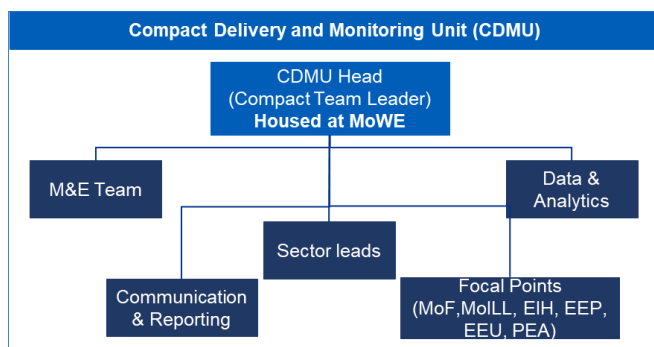 Compact Delivery and Monitoring Unit (CDMU)
CDMU Head
(Compact Team Leader)
Housed at MoWE
M&E Team
Data &
Analytics
Sector leads
Communication
& Reporting
Focal Points
(MoF,MoILL, EIH, EEP,
EEU, PEA)